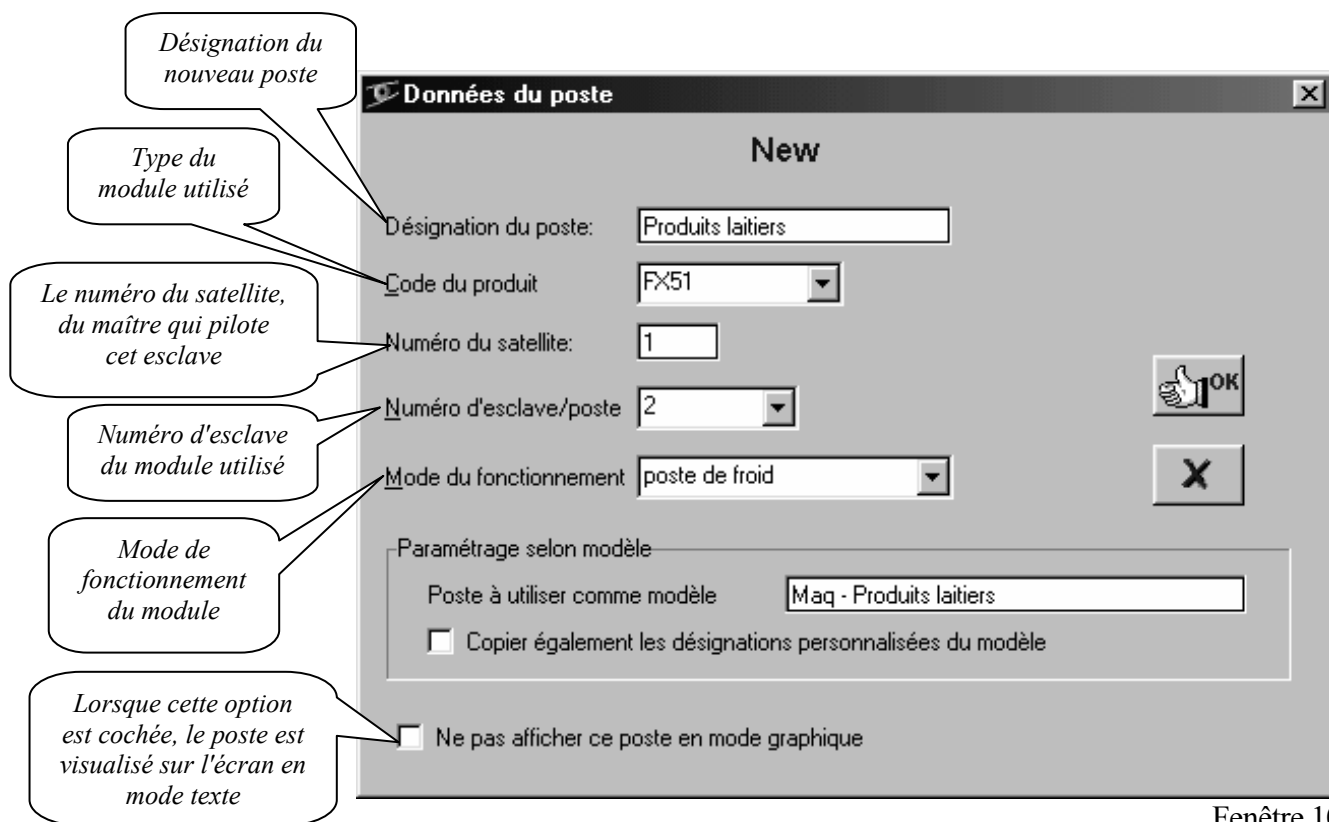 Désignation du
nouveau poste
Données du poste
New
Type du
module utilisé
Désignation du poste: Produits laitiers
Code du produit FX51
Le numéro du satellite,
du maître qui pilote
cet esclave
Numéro du satellite: 1
OK
Numéro d'esclave/poste 2
Numéro d'esclave
du module utilisé
Mode du fonctionnement poste de froid
X
Mode de
fonctionnement
du module
Paramétrage selon modèle
Poste à utiliser comme modèle Maq - Produits laitiers
Copier également les désignations personnalisées du modèle
Lorsque cette option
est cochée, le poste est
visualisé sur l'écran en
mode texte
Ne pas afficher ce poste en mode graphique
Fenêtre